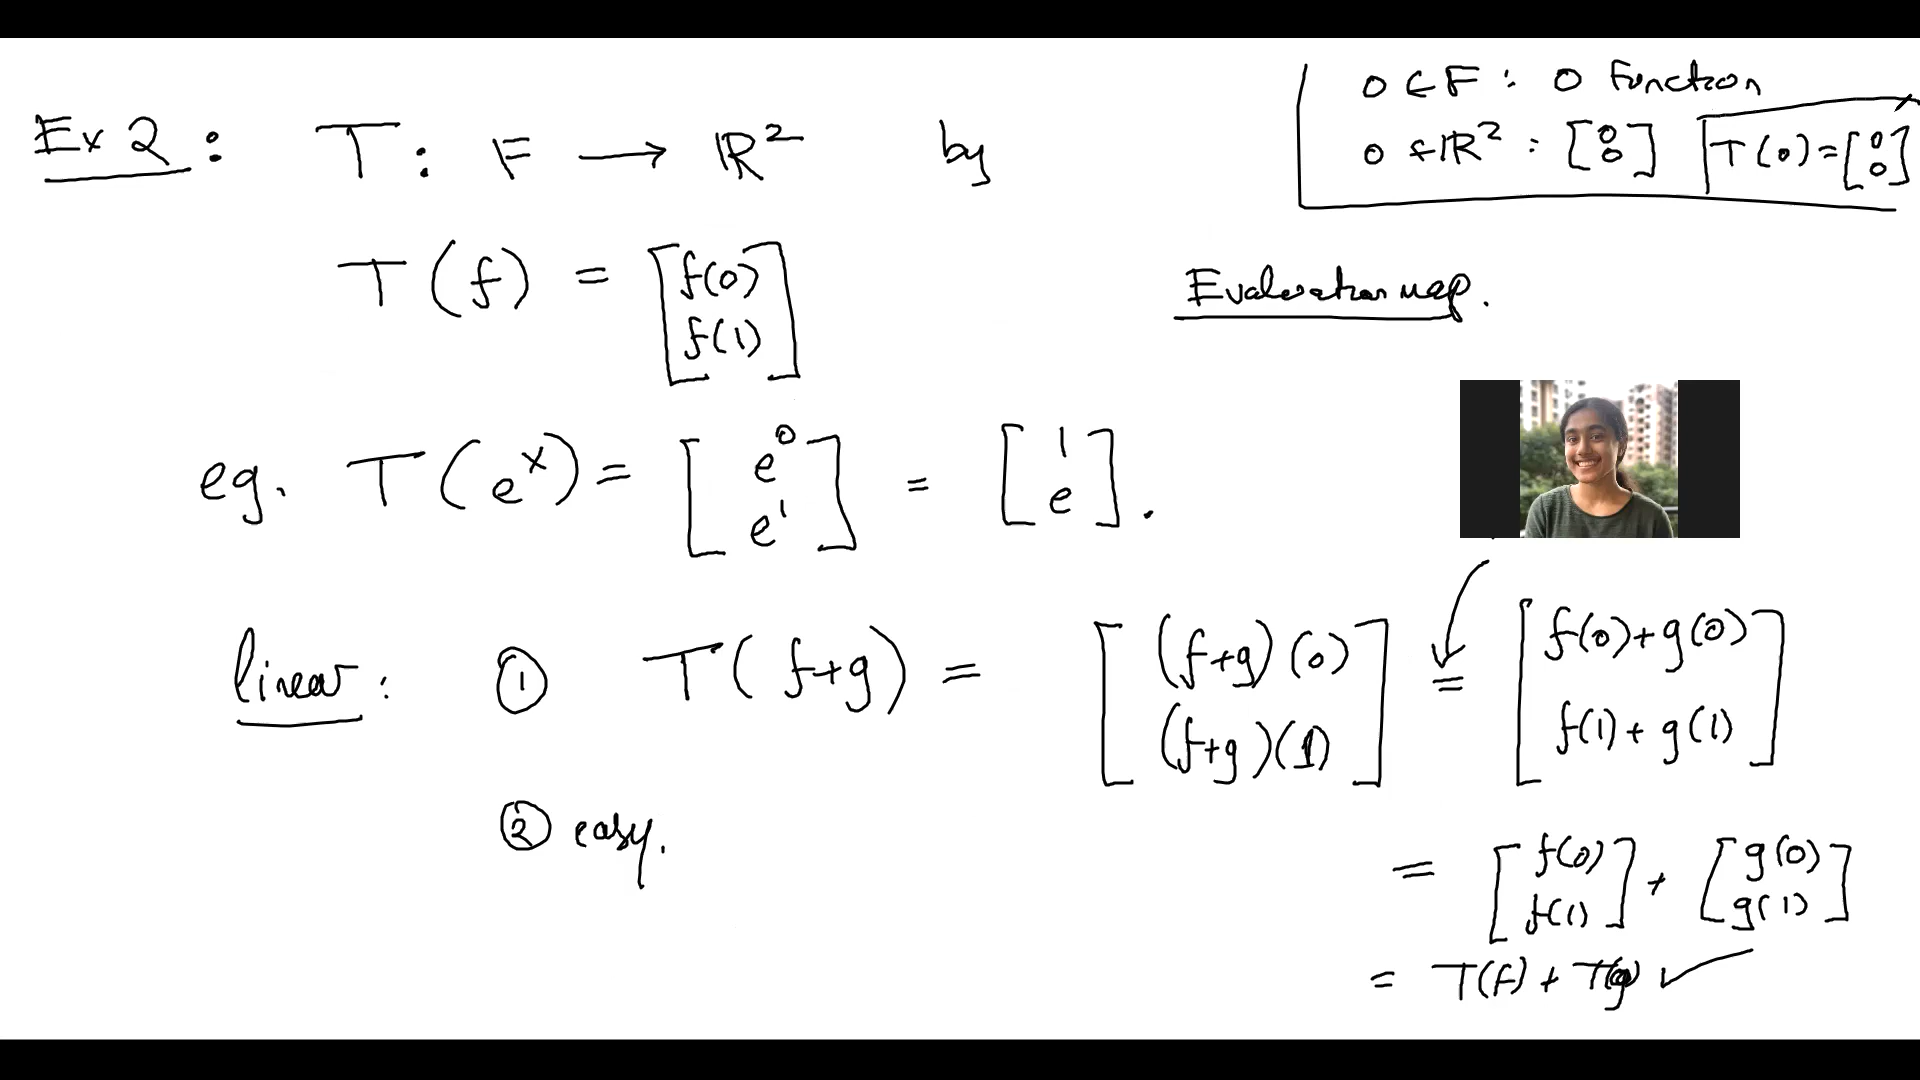 0 ∈ F : 0 Function
0 ∈ ℝ² : [0 0] T(0) = [0 0]
Ex 2 : T : F → ℝ² by
T(f) = [f(0) f(1)]
Evaluation map.
eg. T(eˣ) = [e⁰ e¹] = [1 e].
linear : ① T(f+g) = [(f+g)(0) (f+g)(1)] = [f(0)+g(0) f(1)+g(1)]
② easy.
= [f(0) f(1)] + [g(0) g(1)]
= T(f) + T(g) ✓